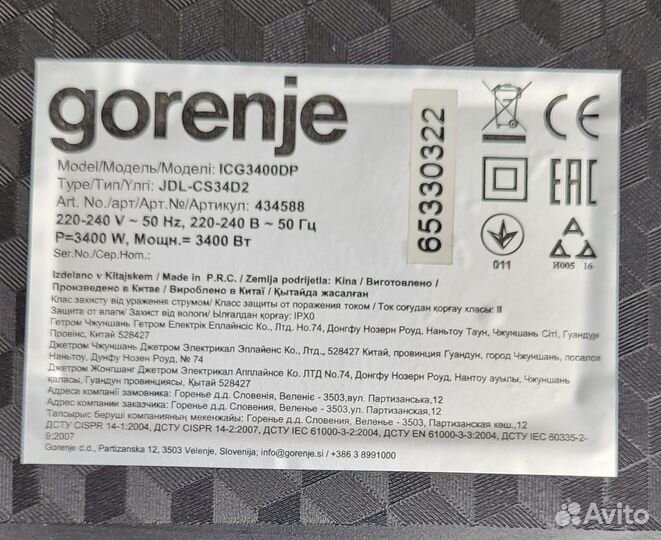 gorenje
Model/Модель/Моделі: ICG3400DP
Type/Тип/Үлгі: JDL-CS34D2
Art. No./арт/Арт.№/Артикул: 434588
220-240 V ~ 50 Hz, 220-240 В ~ 50 Гц
P=3400 W, Мощн.= 3400 Вт
Ser.No./Сер.Ном.:
65330322
CE
EAC
011
И005 16
Izdelano v Kitajskem / Made in P.R.C./ Zemlja podrijetla: Kina / Виготовлено /
Произведено в Китае / Вироблено в Китаї / Қытайда жасалған
Клас захисту від ураження струмом/ Класс защиты от поражения током / Ток соғудан қорғау класы: II
Защита от влаги/ Захист від вологи/ Ылғалдан қорғау: IPX0
Гетром Чжуншань Гетром Електрік Еплайнсіс Ко., Лтд. Но.74, Донгфу Нозерн Роуд, Наньтоу Таун, Чжуншань Сіті, Гуандун
Провінс, Китай 528427
Джетром Чжуншань Джетром Электрикал Эплаенс Ко., Лтд., 528427 Китай, провинция Гуандун, город Чжуншань, поселок
Наньтоу, Дунфу Нозен Роуд, № 74
Джетром Жонгшанг Джетром Электрикал Апплайнсе Ко. ЛТД No.74, Донгфу Нозерн Роуд, Нантоу ауылы, Чжуншань
қаласы, Гуандун провинциясы, Қытай 528427
Адреса компанії замовника: Горенье д.д. Словенія, Веленіє - 3503,вул. Партизанська,12
Адрес компании заказчика: Горенье д.д. Словения, Веленье - 3503,ул. Партизанская,12
Тапсырыс беруші компанияның мекенжайы: Горенье д.д. Словения, Веленье - 3503, Партизанская көш.,12
ДСТУ CISPR 14-1:2004, ДСТУ CISPR 14-2:2007, ДСТУ IEC 61000-3-2:2004, ДСТУ EN 61000-3-3:2004, ДСТУ IEC 60335-2-
9:2007
Gorenje d.d., Partizanska 12, 3503 Velenje, Slovenija; info@gorenje.si / +386 3 8991000
Avito